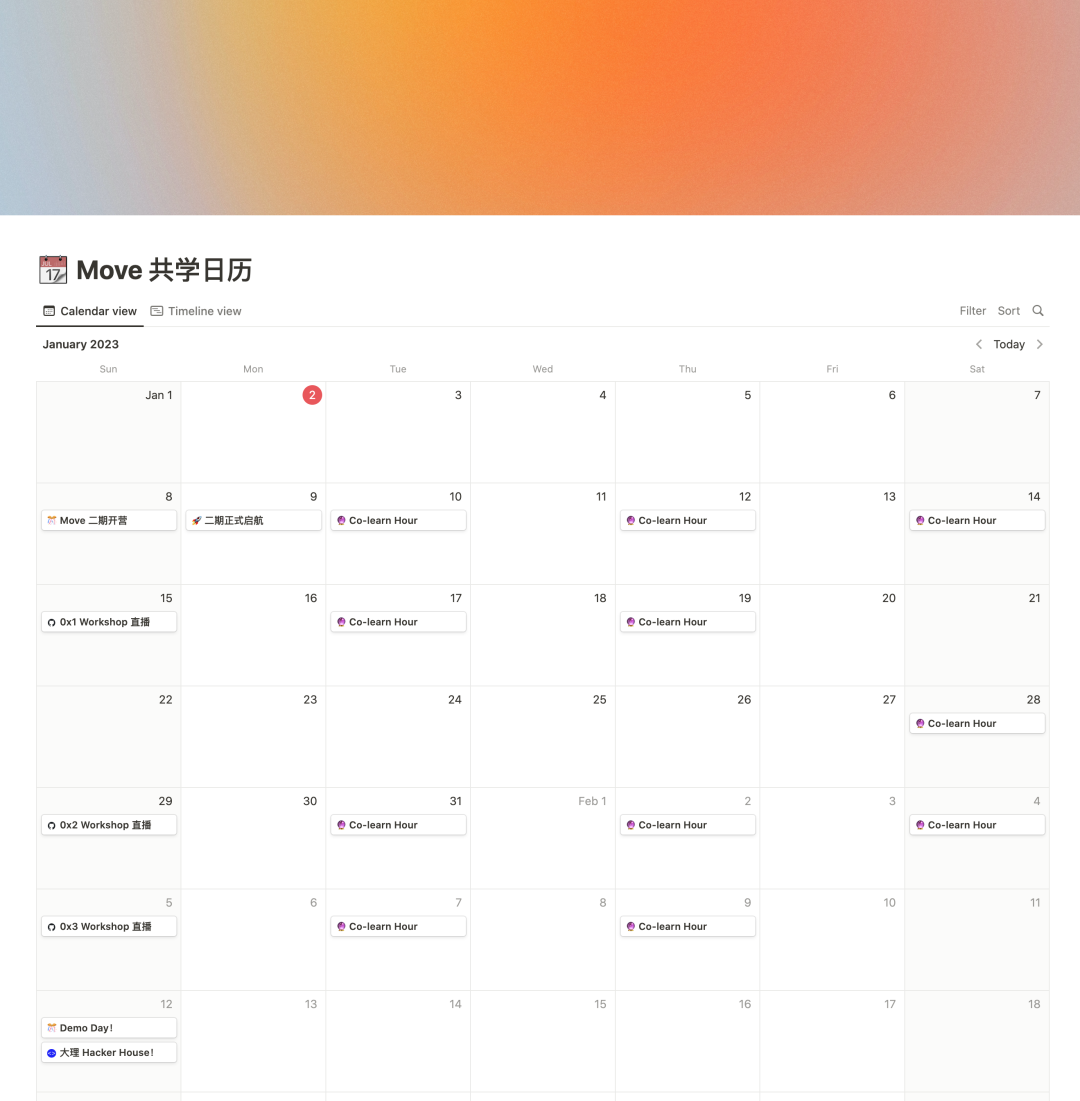 JUL
17
Move 共学日历
Calendar view Timeline view Filter Sort
January 2023 Today
Sun Mon Tue Wed Thu Fri Sat
Jan 1 2 3 4 5 6 7
8 9 10 11 12 13 14
Move 二期开营 二期正式启航 Co-learn Hour Co-learn Hour Co-learn Hour
15 16 17 18 19 20 21
0x1 Workshop 直播 Co-learn Hour Co-learn Hour
22 23 24 25 26 27 28
Co-learn Hour
29 30 31 Feb 1 2 3 4
0x2 Workshop 直播 Co-learn Hour Co-learn Hour Co-learn Hour
5 6 7 8 9 10 11
0x3 Workshop 直播 Co-learn Hour Co-learn Hour
12 13 14 15 16 17 18
Demo Day!
大理 Hacker House!